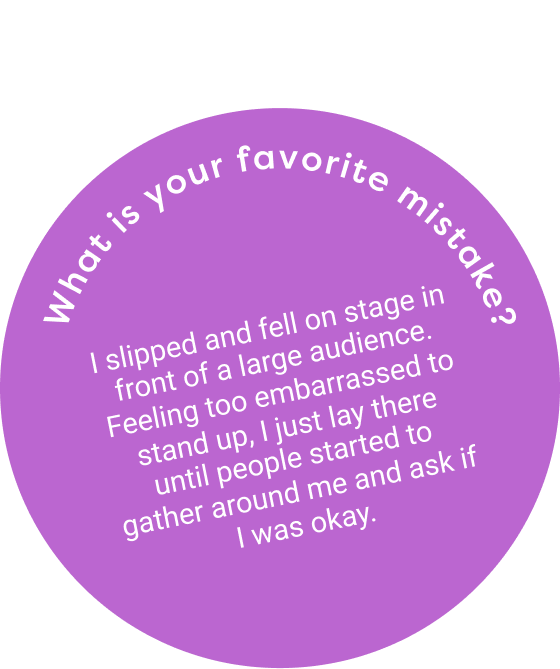 What is your favorite mistake?
I slipped and fell on stage in
front of a large audience.
Feeling too embarrassed to
stand up, I just lay there
until people started to
gather around me and ask if
I was okay.